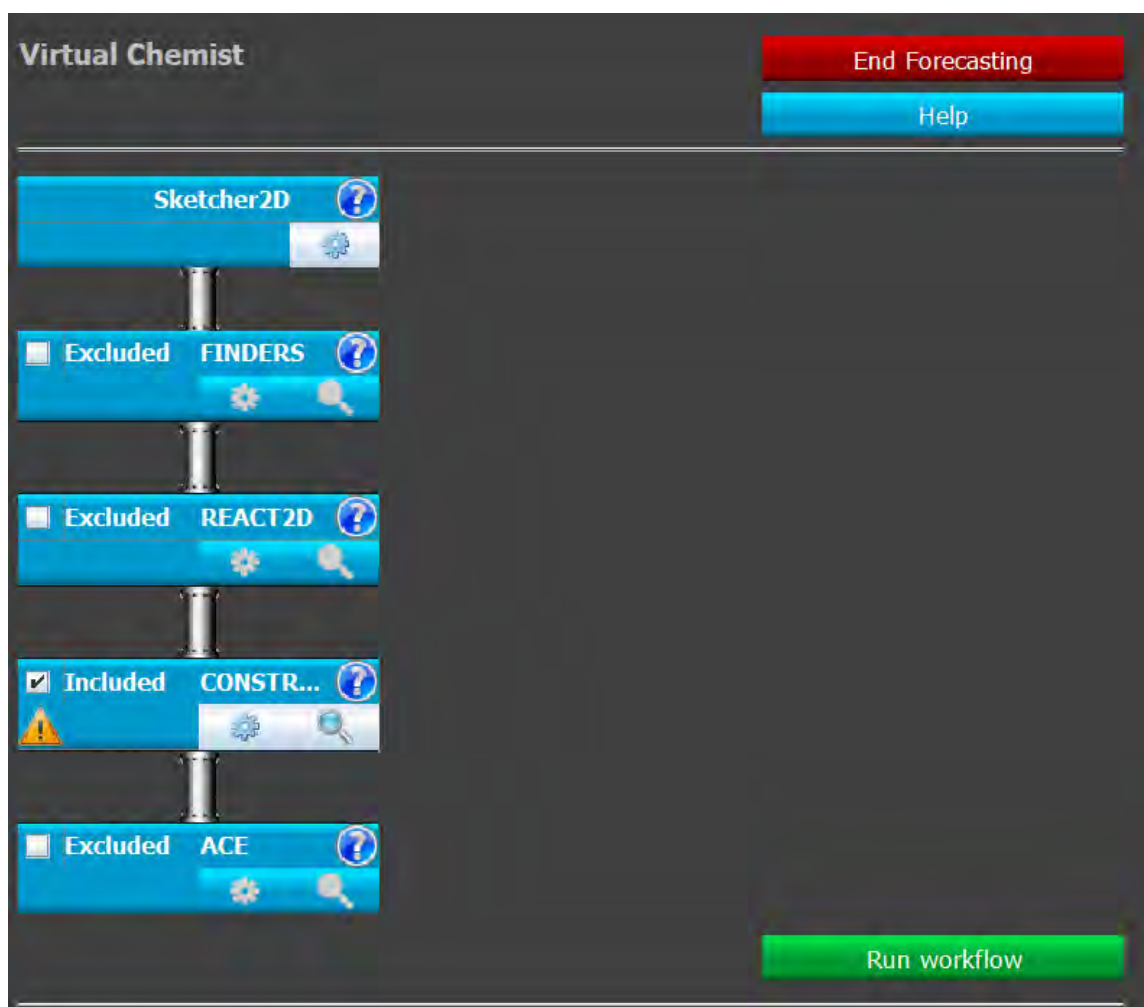 Virtual Chemist
End Forecasting
Help
Sketcher2D ?
Excluded FINDERS ?
Excluded REACT2D ?
Included CONSTR... ?
Excluded ACE ?
Run workflow